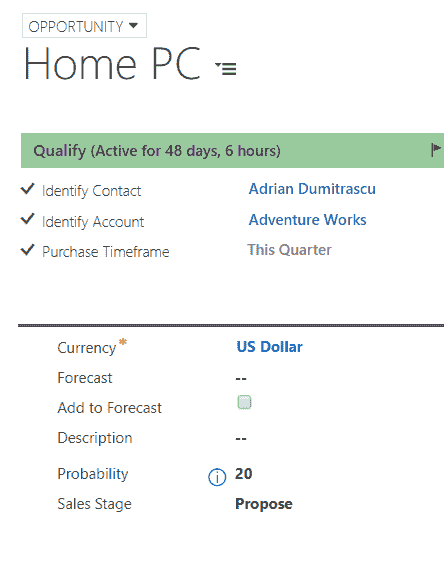 OPPORTUNITY
Home PC
Qualify (Active for 48 days, 6 hours)
Identify Contact Adrian Dumitrascu
Identify Account Adventure Works
Purchase Timeframe This Quarter
Currency* US Dollar
Forecast --
Add to Forecast
Description --
Probability 20
Sales Stage Propose